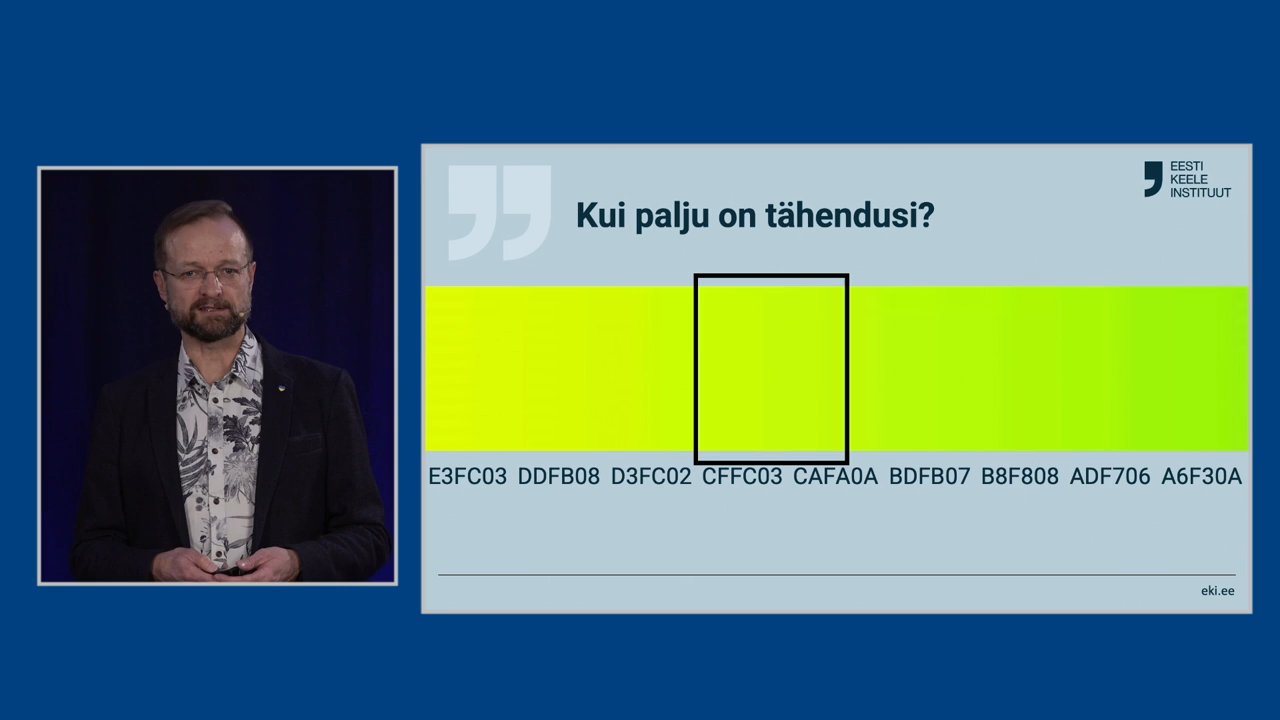 EESTI
KEELE
INSTITUUT
Kui palju on tähendusi?
E3FC03 DDFB08 D3FC02 CFFC03 CAFA0A BDFB07 B8F808 ADF706 A6F30A
eki.ee